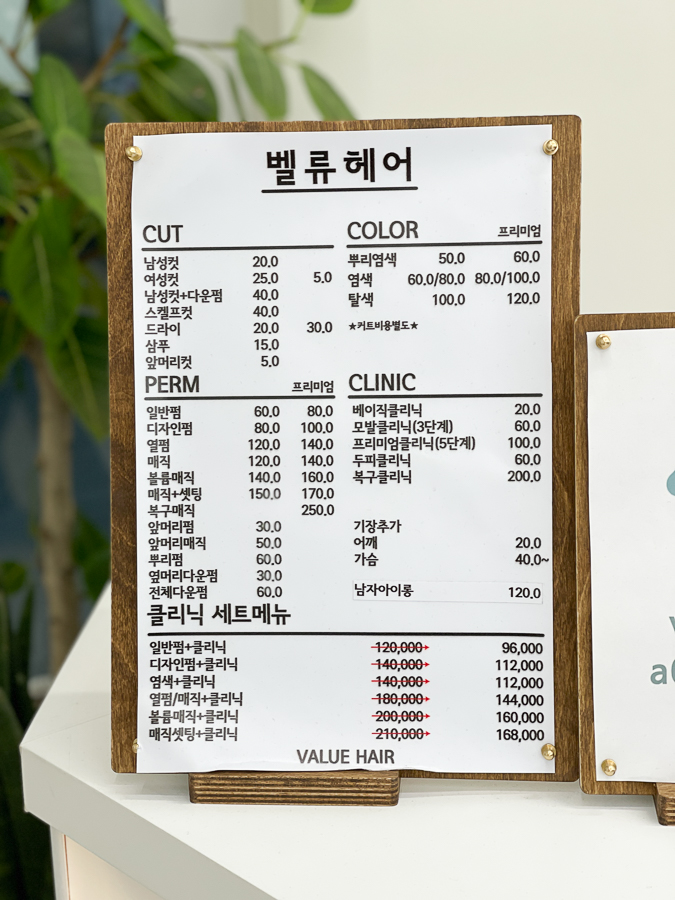 벨류헤어
CUT
남성컷 20.0
여성컷 25.0 5.0
남성컷+다운펌 40.0
스켈프컷 40.0
드라이 20.0 30.0
삼푸 15.0
앞머리컷 5.0
COLOR 프리미엄
뿌리염색 50.0 60.0
염색 60.0/80.0 80.0/100.0
탈색 100.0 120.0
★커트비용별도★
PERM 프리미엄
일반펌 60.0 80.0
디자인펌 80.0 100.0
열펌 120.0 140.0
매직 120.0 140.0
볼륨매직 140.0 160.0
매직+셋팅 150.0 170.0
복구매직 250.0
앞머리펌 30.0
앞머리매직 50.0
뿌리펌 60.0
옆머리다운펌 30.0
전체다운펌 60.0
CLINIC
베이직클리닉 20.0
모발클리닉(3단계) 60.0
프리미엄클리닉(5단계) 100.0
두피클리닉 60.0
복구클리닉 200.0
기장추가
어깨 20.0
가슴 40.0~
남자아이롱 120.0
클리닉 세트메뉴
일반펌+클리닉 120,000 96,000
디자인펌+클리닉 140,000 112,000
염색+클리닉 140,000 112,000
열펌/매직+클리닉 180,000 144,000
볼륨매직+클리닉 200,000 160,000
매직셋팅+클리닉 210,000 168,000
VALUE HAIR